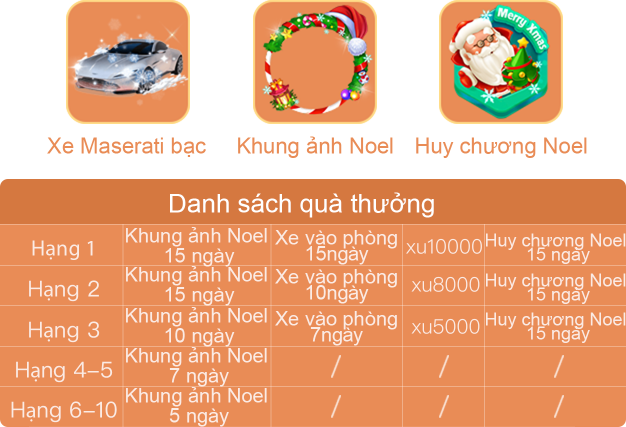 Merry Xmas
Xe Maserati bạc
Khung ảnh Noel
Huy chương Noel
Danh sách quà thưởng
Hạng 1
Khung ảnh Noel
15 ngày
Xe vào phòng
15ngày
xu10000
Huy chương Noel
15 ngày
Hạng 2
Khung ảnh Noel
15 ngày
Xe vào phòng
10ngày
xu8000
Huy chương Noel
15 ngày
Hạng 3
Khung ảnh Noel
10 ngày
Xe vào phòng
7ngày
xu5000
Huy chương Noel
15 ngày
Hạng 4-5
Khung ảnh Noel
7 ngày
/
/
/
Hạng 6-10
Khung ảnh Noel
5 ngày
/
/
/